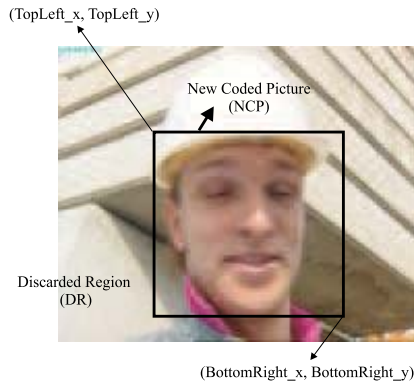 (TopLeft_x, TopLeft_y)
New Coded Picture
(NCP)
Discarded Region
(DR)
(BottomRight_x, BottomRight_y)